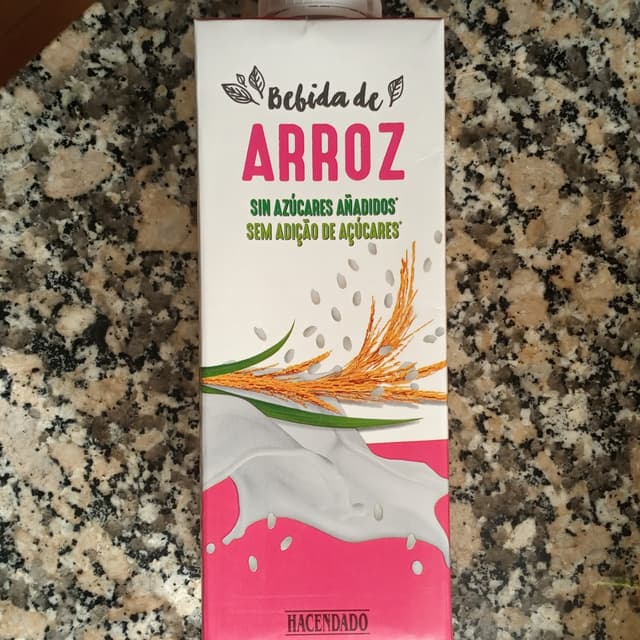 Bebida de
ARROZ
SIN AZÚCARES AÑADIDOS*
SEM ADIÇÃO DE AÇÚCARES*
HACENDADO